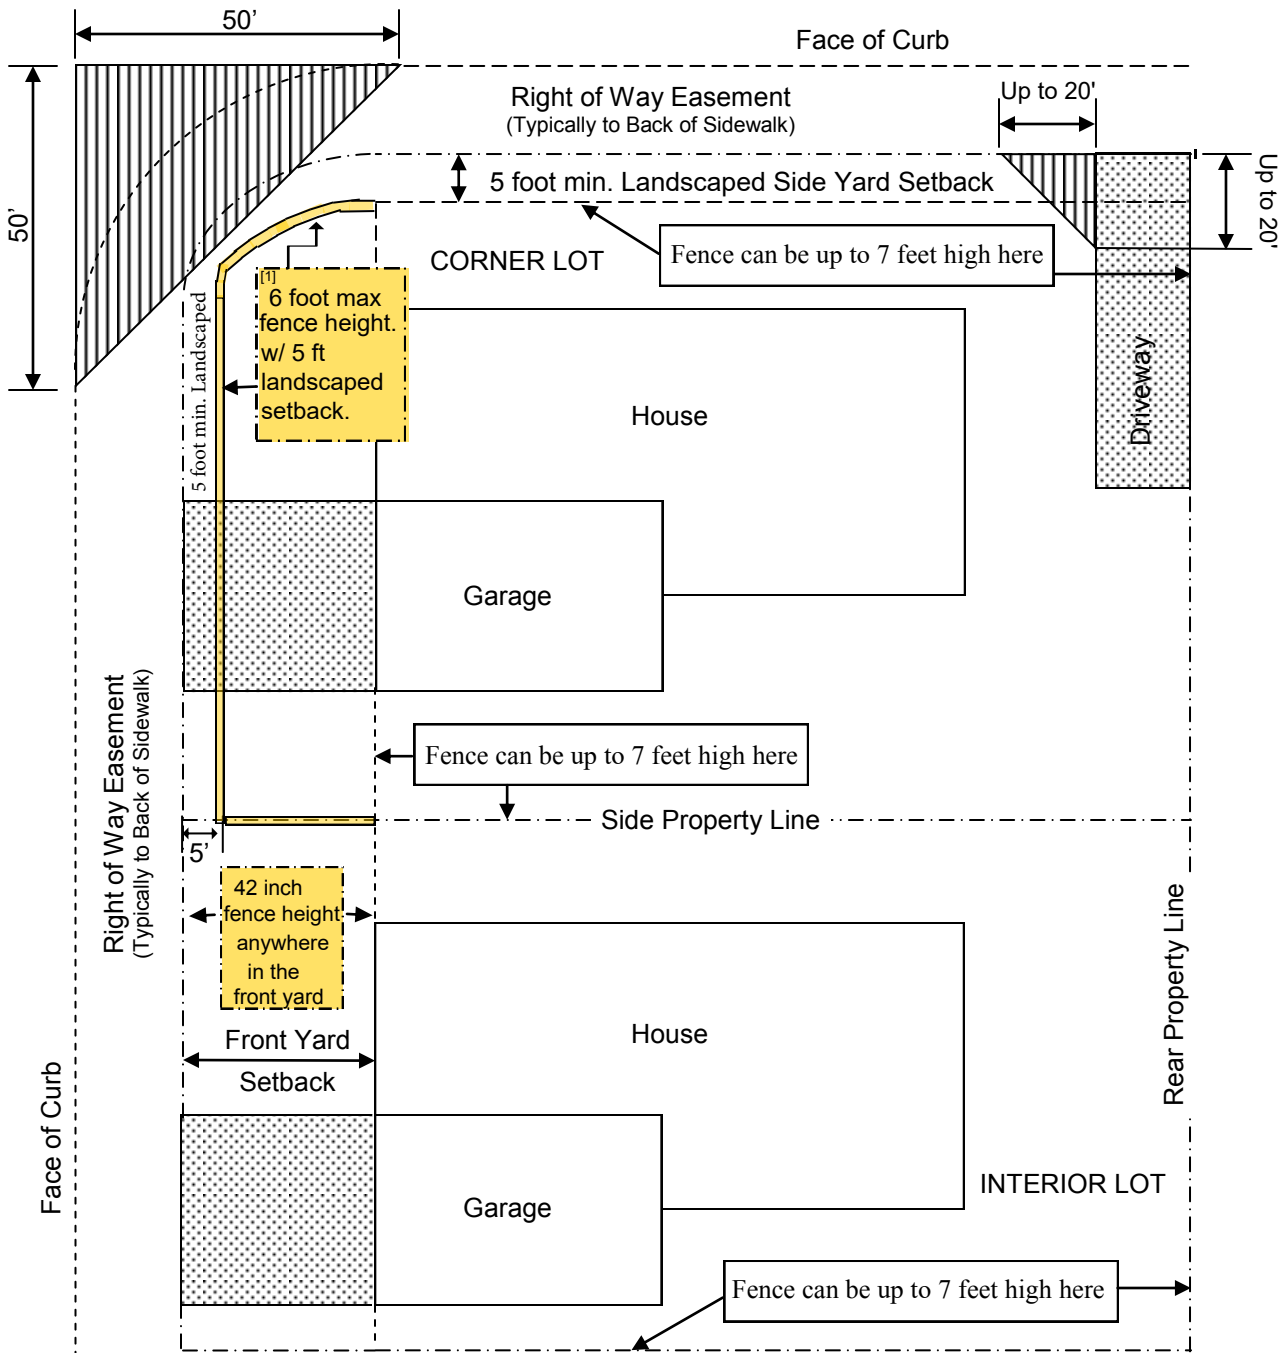 50’
Face of Curb
Right of Way Easement
(Typically to Back of Sidewalk)
Up to 20'
50’
5 foot min. Landscaped Side Yard Setback
Up to 20'
Fence can be up to 7 feet high here
CORNER LOT
[1]
6 foot max
fence height.
w/ 5 ft
landscaped
setback.
5 foot min. Landscaped
House
Driveway
Garage
Right of Way Easement
(Typically to Back of Sidewalk)
Fence can be up to 7 feet high here
Side Property Line
5’
42 inch
fence height
anywhere
in the
front yard
Front Yard
Setback
House
Rear Property Line
Face of Curb
Garage
INTERIOR LOT
Fence can be up to 7 feet high here